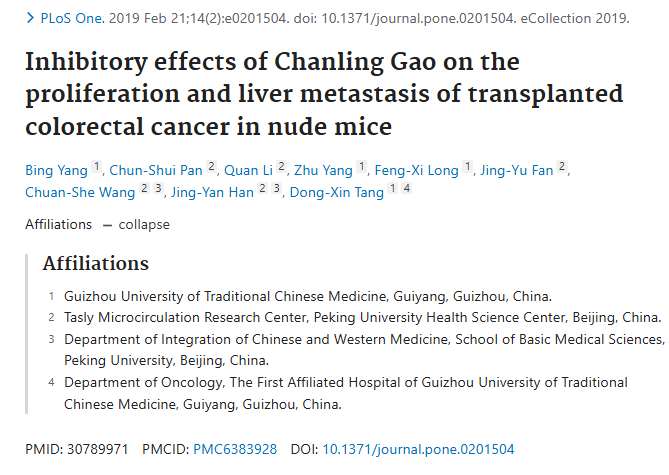 PLoS One. 2019 Feb 21;14(2):e0201504. doi: 10.1371/journal.pone.0201504. eCollection 2019.
Inhibitory effects of Chanling Gao on the
proliferation and liver metastasis of transplanted
colorectal cancer in nude mice
Bing Yang 1, Chun-Shui Pan 2, Quan Li 2, Zhu Yang 1, Feng-Xi Long 1, Jing-Yu Fan 2,
Chuan-She Wang 2 3, Jing-Yan Han 2 3, Dong-Xin Tang 1 4
Affiliations – collapse
Affiliations
1 Guizhou University of Traditional Chinese Medicine, Guiyang, Guizhou, China.
2 Tasly Microcirculation Research Center, Peking University Health Science Center, Beijing, China.
3 Department of Integration of Chinese and Western Medicine, School of Basic Medical Sciences,
Peking University, Beijing, China.
4 Department of Oncology, The First Affiliated Hospital of Guizhou University of Traditional
Chinese Medicine, Guiyang, Guizhou, China.
PMID: 30789971 PMCID: PMC6383928 DOI: 10.1371/journal.pone.0201504